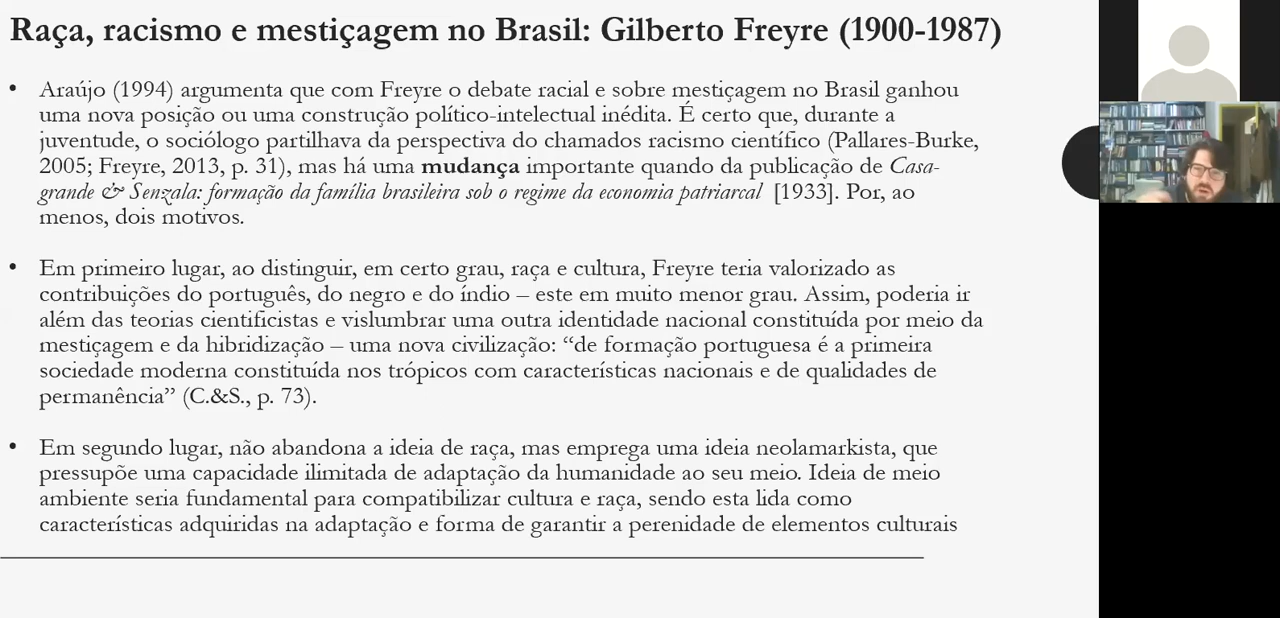 Raça, racismo e mestiçagem no Brasil: Gilberto Freyre (1900-1987)
• Araújo (1994) argumenta que com Freyre o debate racial e sobre mestiçagem no Brasil ganhou
uma nova posição ou uma construção político-intelectual inédita. É certo que, durante a
juventude, o sociólogo partilhava da perspectiva do chamados racismo científico (Pallares-Burke,
2005; Freyre, 2013, p. 31), mas há uma mudança importante quando da publicação de Casa-
grande & Senzala: formação da família brasileira sob o regime da economia patriarcal [1933]. Por, ao
menos, dois motivos.
• Em primeiro lugar, ao distinguir, em certo grau, raça e cultura, Freyre teria valorizado as
contribuições do português, do negro e do índio – este em muito menor grau. Assim, poderia ir
além das teorias cientificistas e vislumbrar uma outra identidade nacional constituída por meio da
mestiçagem e da hibridização – uma nova civilização: “de formação portuguesa é a primeira
sociedade moderna constituída nos trópicos com características nacionais e de qualidades de
permanência” (C.&S., p. 73).
• Em segundo lugar, não abandona a ideia de raça, mas emprega uma ideia neolamarkista, que
pressupõe uma capacidade ilimitada de adaptação da humanidade ao seu meio. Ideia de meio
ambiente seria fundamental para compatibilizar cultura e raça, sendo esta lida como
características adquiridas na adaptação e forma de garantir a perenidade de elementos culturais